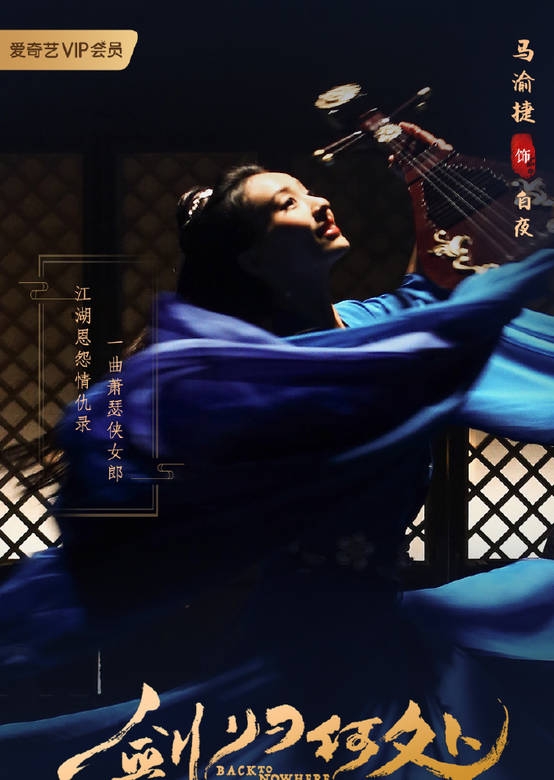 爱奇艺VIP会员
马渝捷
饰
白夜
一曲萧瑟侠女郎
江湖恩怨情仇录
剑归何处
BACK TO
NOWHERE